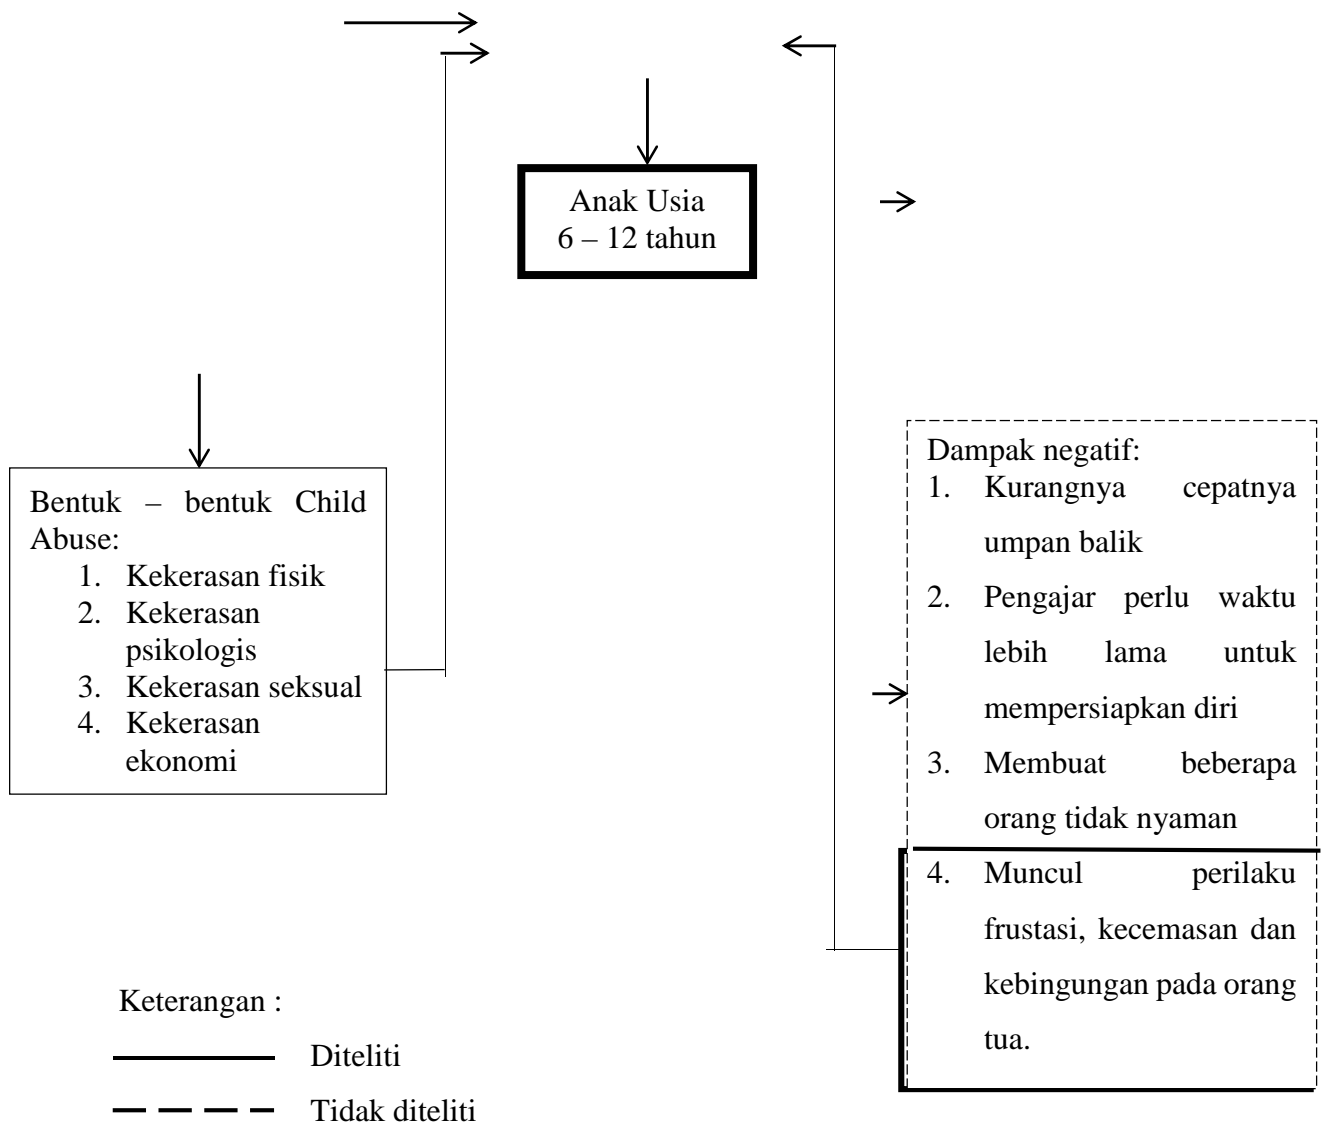 Anak Usia
6 – 12 tahun
Bentuk – bentuk Child
Abuse:
1. Kekerasan fisik
2. Kekerasan
psikologis
3. Kekerasan seksual
4. Kekerasan
ekonomi
Dampak negatif:
1. Kurangnya cepatnya
umpan balik
2. Pengajar perlu waktu
lebih lama untuk
mempersiapkan diri
3. Membuat beberapa
orang tidak nyaman
4. Muncul perilaku
frustasi, kecemasan dan
kebingungan pada orang
tua.
Keterangan :
Diteliti
Tidak diteliti